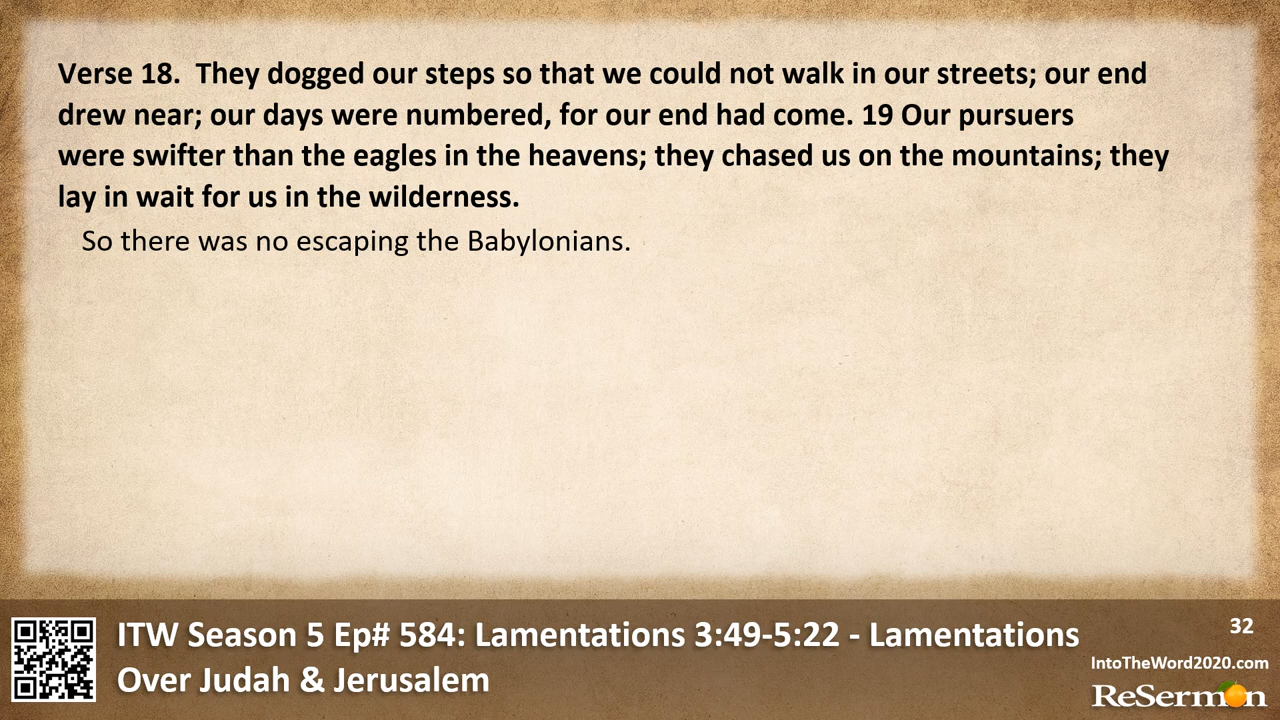 Verse 18.  They dogged our steps so that we could not walk in our streets; our end
drew near; our days were numbered, for our end had come. 19 Our pursuers
were swifter than the eagles in the heavens; they chased us on the mountains; they
lay in wait for us in the wilderness.
So there was no escaping the Babylonians.
ITW Season 5 Ep# 584: Lamentations 3:49-5:22 - Lamentations
Over Judah & Jerusalem
32
IntoTheWord2020.com
ReSermon